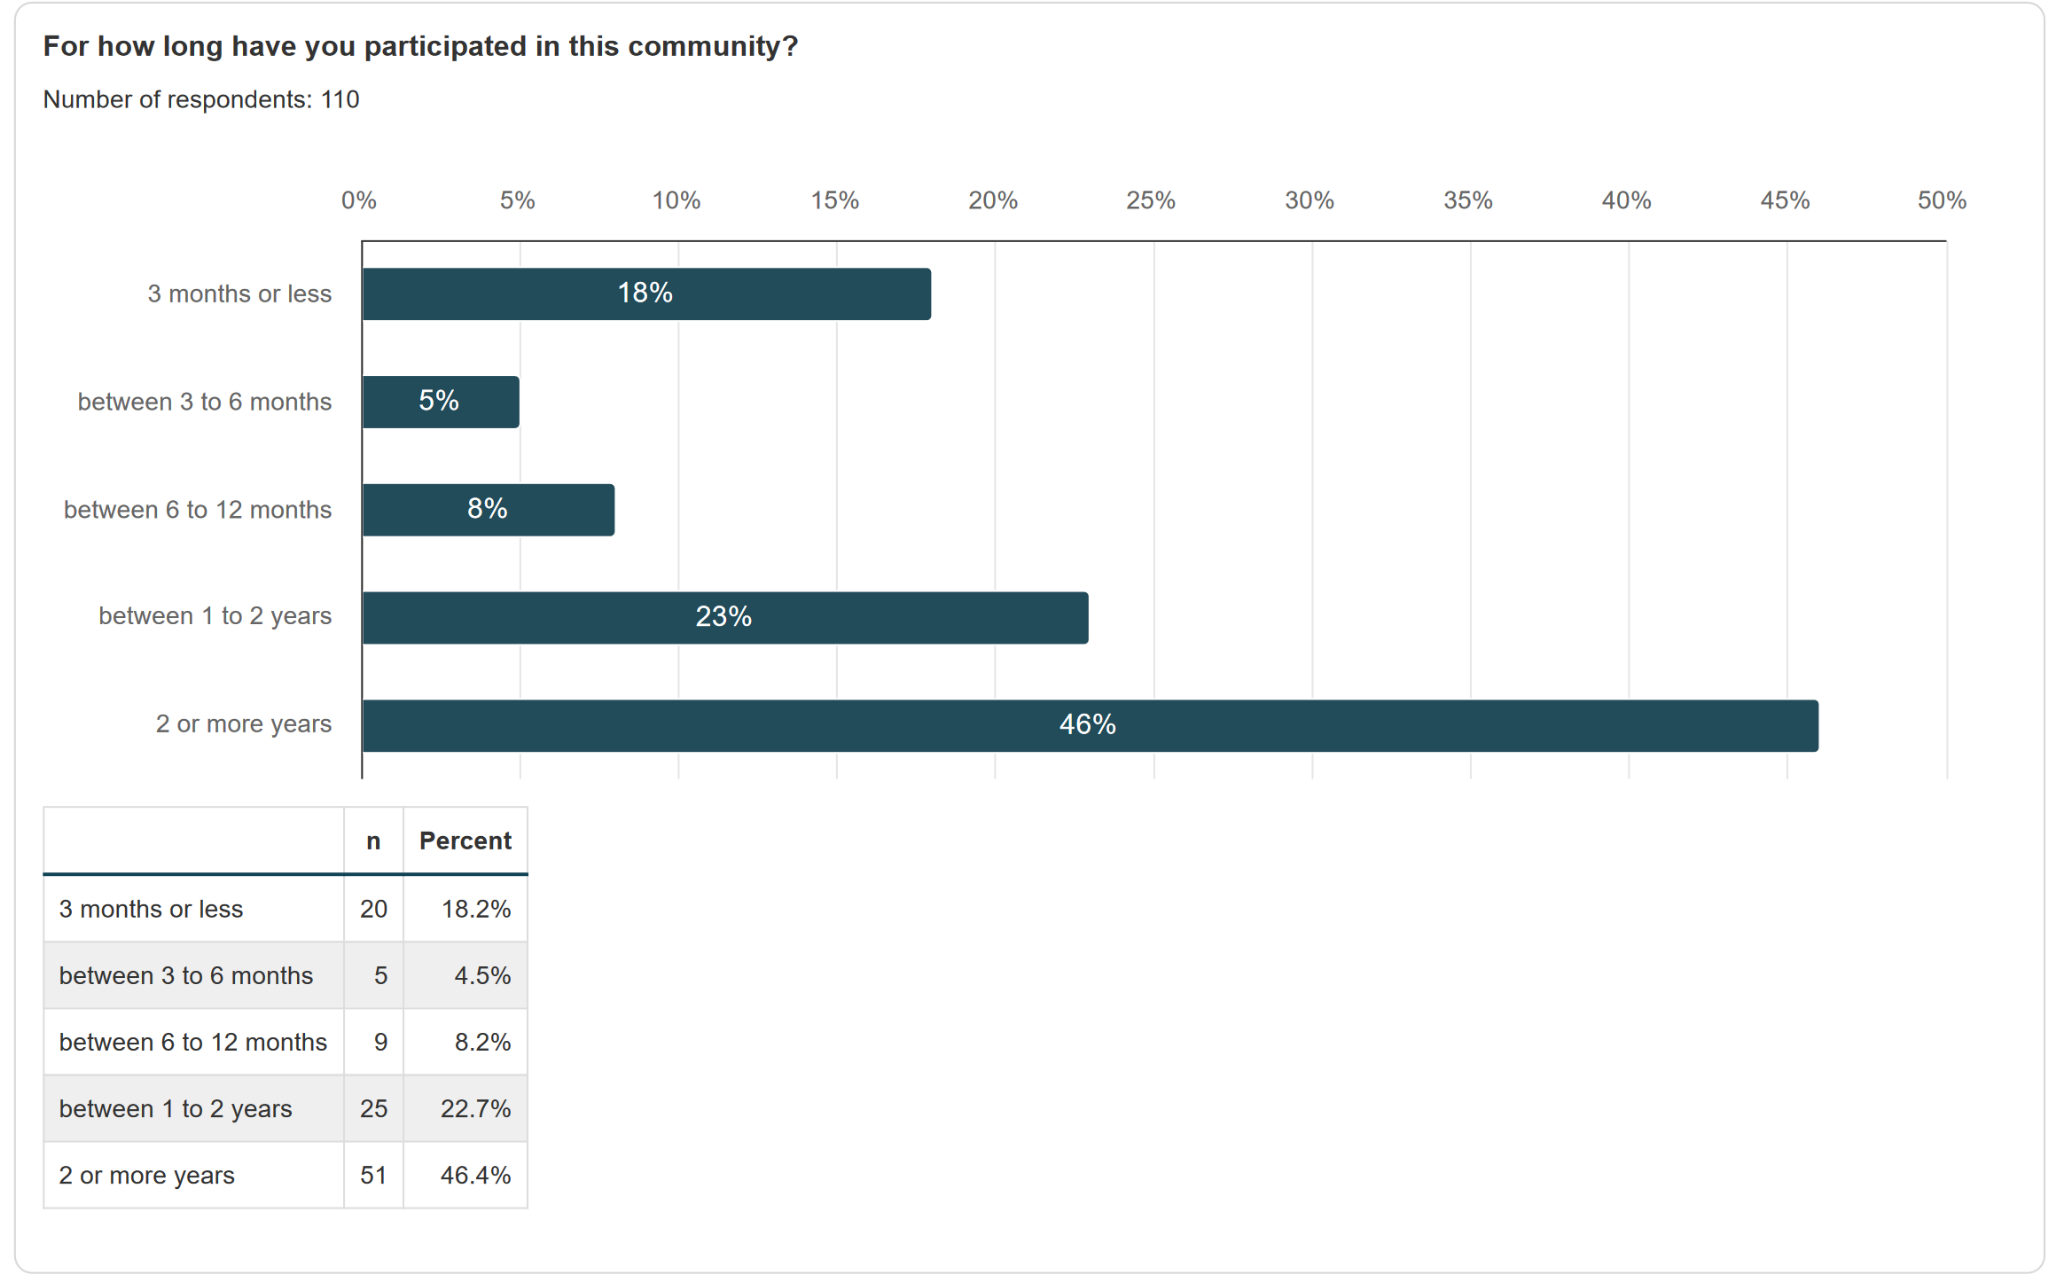 For how long have you participated in this community?
Number of respondents: 110
0% 5% 10% 15% 20% 25% 30% 35% 40% 45% 50%
3 months or less 18%
between 3 to 6 months 5%
between 6 to 12 months 8%
between 1 to 2 years 23%
2 or more years 46%
n Percent
3 months or less 20 18.2%
between 3 to 6 months 5 4.5%
between 6 to 12 months 9 8.2%
between 1 to 2 years 25 22.7%
2 or more years 51 46.4%